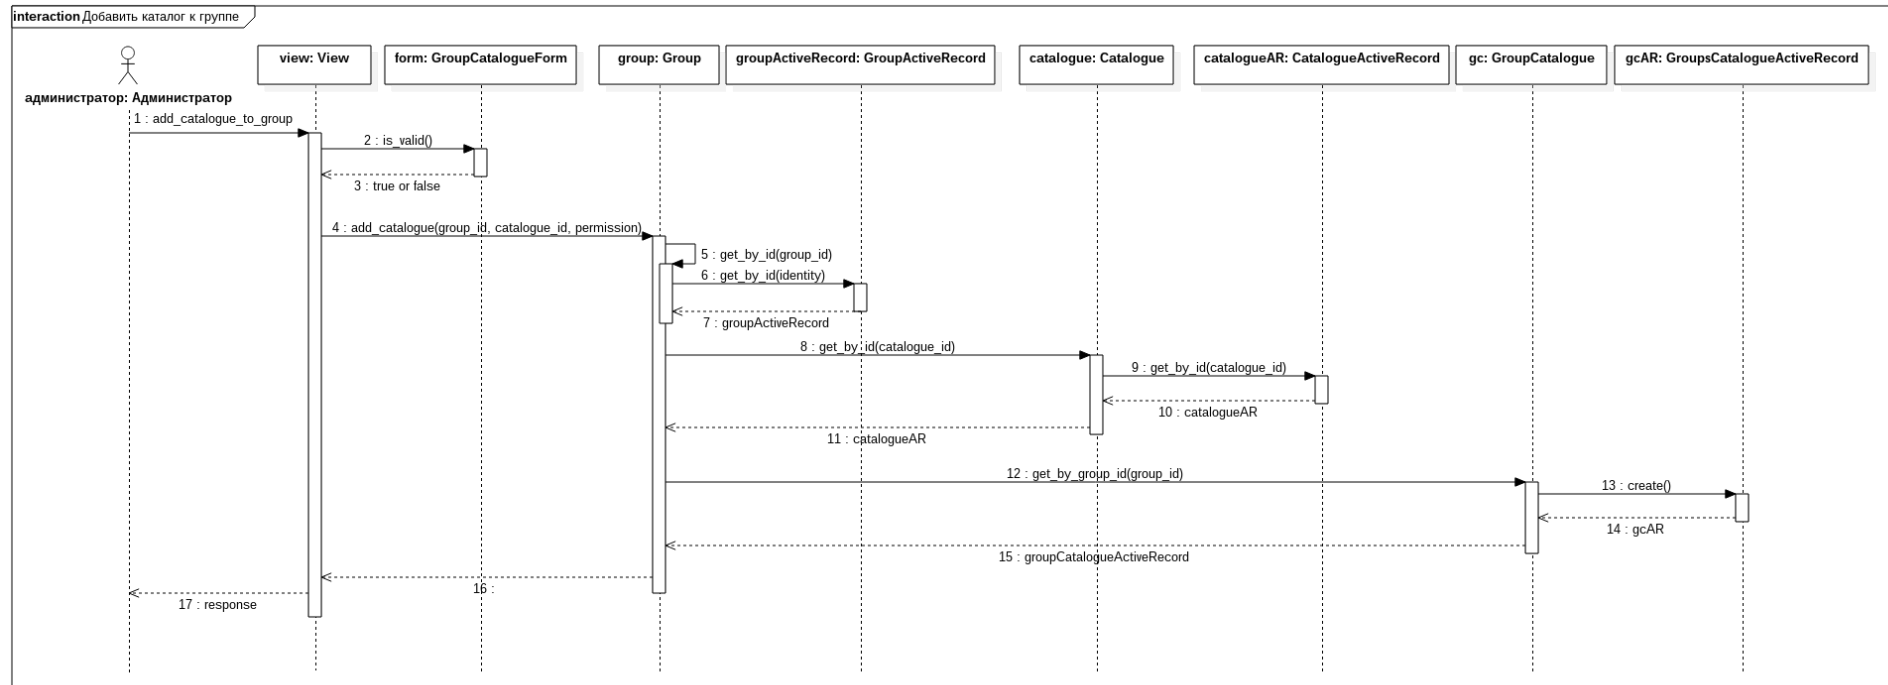 interaction Добавить каталог к группе
администратор: Администратор
view: View
form: GroupCatalogueForm
group: Group
groupActiveRecord: GroupActiveRecord
catalogue: Catalogue
catalogueAR: CatalogueActiveRecord
gc: GroupCatalogue
gcAR: GroupsCatalogueActiveRecord
1 : add_catalogue_to_group
2 : is_valid()
3 : true or false
4 : add_catalogue(group_id, catalogue_id, permission)
5 : get_by_id(group_id)
6 : get_by_id(identity)
7 : groupActiveRecord
8 : get_by_id(catalogue_id)
9 : get_by_id(catalogue_id)
10 : catalogueAR
11 : catalogueAR
12 : get_by_group_id(group_id)
13 : create()
14 : gcAR
15 : groupCatalogueActiveRecord
16 :
17 : response